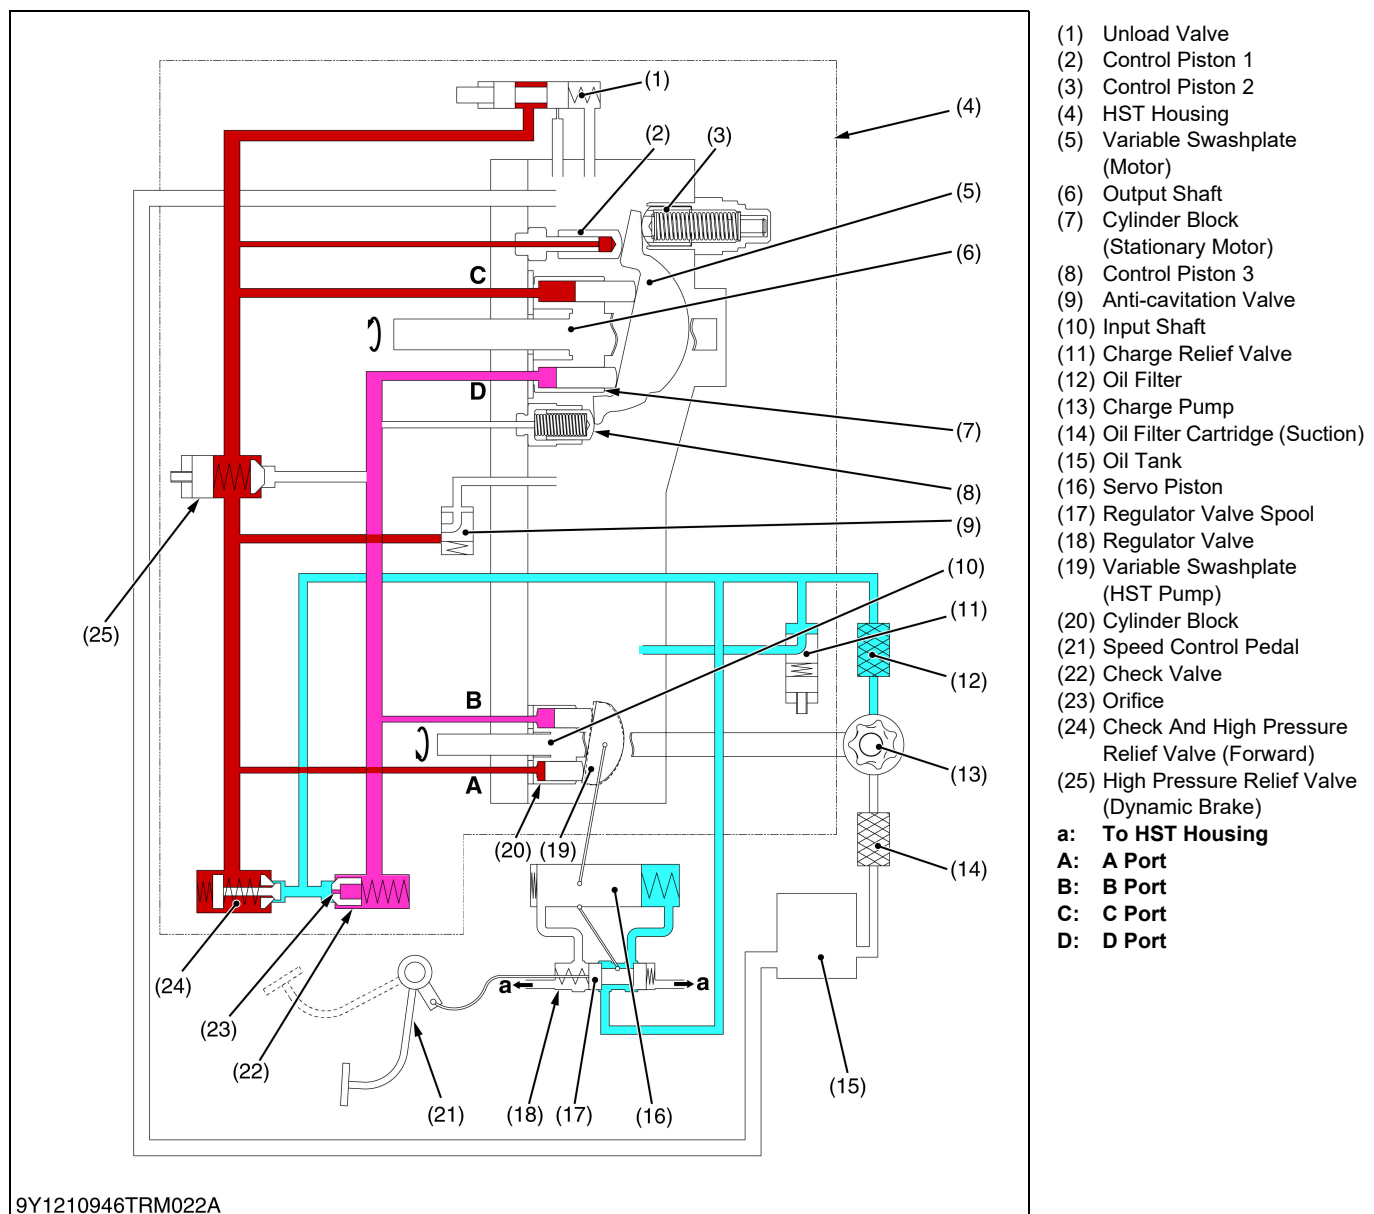 (1)
(2)
(3)
(4)
(5)
(6)
(7)
(8)
(9)
(10)
(11)
(12)
(13)
(14)
(15)
(16)
(17)
(18)
(19)
(20)
(21)
(22)
(23)
(24)
(25)
C
D
B
A
a
a
9Y1210946TRM022A
(1) Unload Valve
(2) Control Piston 1
(3) Control Piston 2
(4) HST Housing
(5) Variable Swashplate
(Motor)
(6) Output Shaft
(7) Cylinder Block
(Stationary Motor)
(8) Control Piston 3
(9) Anti-cavitation Valve
(10) Input Shaft
(11) Charge Relief Valve
(12) Oil Filter
(13) Charge Pump
(14) Oil Filter Cartridge (Suction)
(15) Oil Tank
(16) Servo Piston
(17) Regulator Valve Spool
(18) Regulator Valve
(19) Variable Swashplate
(HST Pump)
(20) Cylinder Block
(21) Speed Control Pedal
(22) Check Valve
(23) Orifice
(24) Check And High Pressure
Relief Valve (Forward)
(25) High Pressure Relief Valve
(Dynamic Brake)
a: To HST Housing
A: A Port
B: B Port
C: C Port
D: D Port